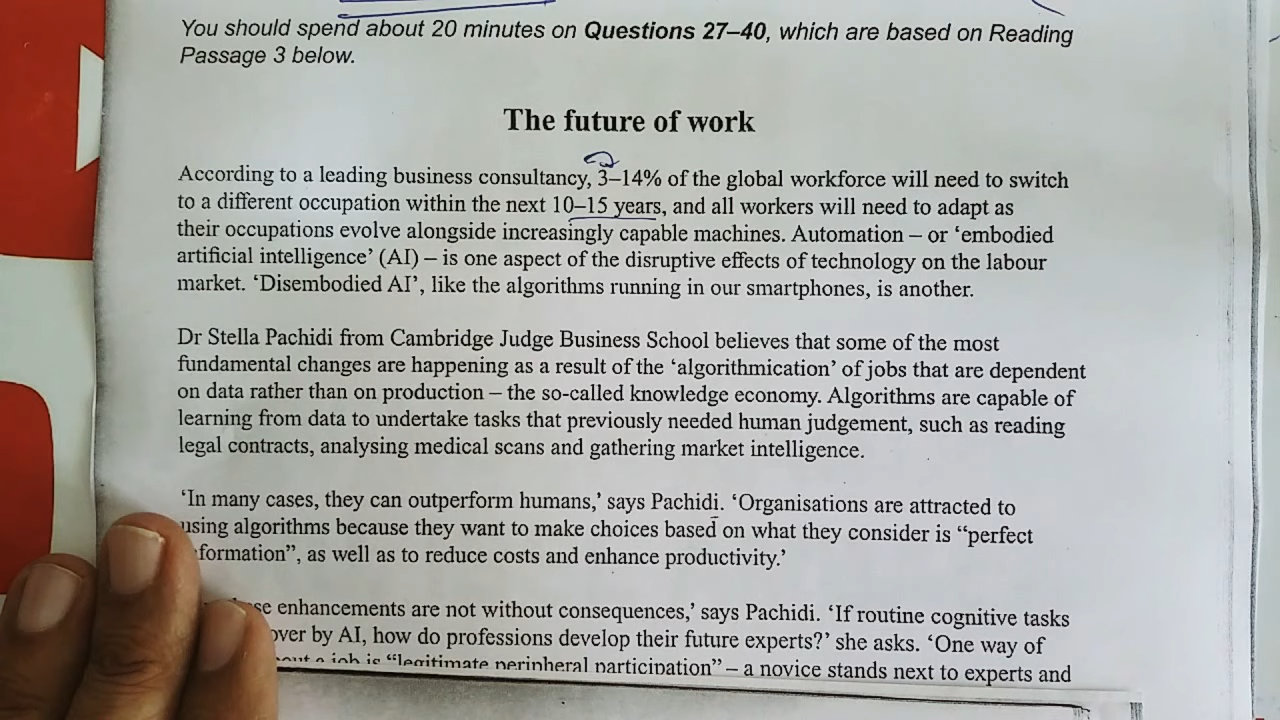 You should spend about 20 minutes on Questions 27–40, which are based on Reading
Passage 3 below.
The future of work
According to a leading business consultancy, 3–14% of the global workforce will need to switch
to a different occupation within the next 10–15 years, and all workers will need to adapt as
their occupations evolve alongside increasingly capable machines. Automation – or ‘embodied
artificial intelligence’ (AI) – is one aspect of the disruptive effects of technology on the labour
market. ‘Disembodied AI’, like the algorithms running in our smartphones, is another.
Dr Stella Pachidi from Cambridge Judge Business School believes that some of the most
fundamental changes are happening as a result of the ‘algorithmication’ of jobs that are dependent
on data rather than on production – the so-called knowledge economy. Algorithms are capable of
learning from data to undertake tasks that previously needed human judgement, such as reading
legal contracts, analysing medical scans and gathering market intelligence.
‘In many cases, they can outperform humans,’ says Pachidi. ‘Organisations are attracted to
using algorithms because they want to make choices based on what they consider is “perfect
formation”, as well as to reduce costs and enhance productivity.’
enhancements are not without consequences,’ says Pachidi. ‘If routine cognitive tasks
over by AI, how do professions develop their future experts?’ she asks. ‘One way of
a job is “legitimate peripheral participation” – a novice stands next to experts and